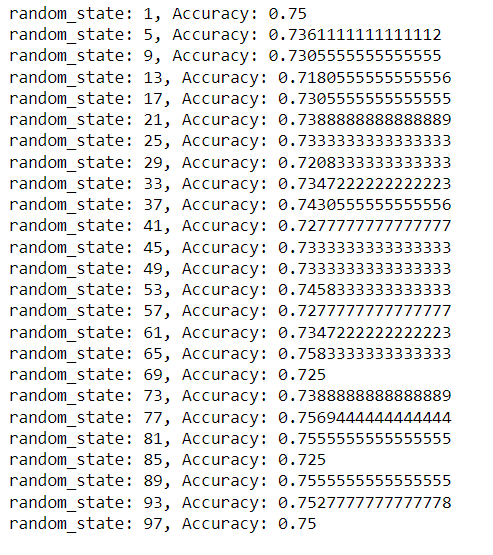 random_state: 1, Accuracy: 0.75
random_state: 5, Accuracy: 0.7361111111111112
random_state: 9, Accuracy: 0.7305555555555555
random_state: 13, Accuracy: 0.7180555555555556
random_state: 17, Accuracy: 0.7305555555555555
random_state: 21, Accuracy: 0.7388888888888889
random_state: 25, Accuracy: 0.7333333333333333
random_state: 29, Accuracy: 0.7208333333333333
random_state: 33, Accuracy: 0.7347222222222223
random_state: 37, Accuracy: 0.7430555555555556
random_state: 41, Accuracy: 0.7277777777777777
random_state: 45, Accuracy: 0.7333333333333333
random_state: 49, Accuracy: 0.7333333333333333
random_state: 53, Accuracy: 0.7458333333333333
random_state: 57, Accuracy: 0.7277777777777777
random_state: 61, Accuracy: 0.7347222222222223
random_state: 65, Accuracy: 0.7583333333333333
random_state: 69, Accuracy: 0.725
random_state: 73, Accuracy: 0.7388888888888889
random_state: 77, Accuracy: 0.7569444444444444
random_state: 81, Accuracy: 0.7555555555555555
random_state: 85, Accuracy: 0.725
random_state: 89, Accuracy: 0.7555555555555555
random_state: 93, Accuracy: 0.7527777777777778
random_state: 97, Accuracy: 0.75